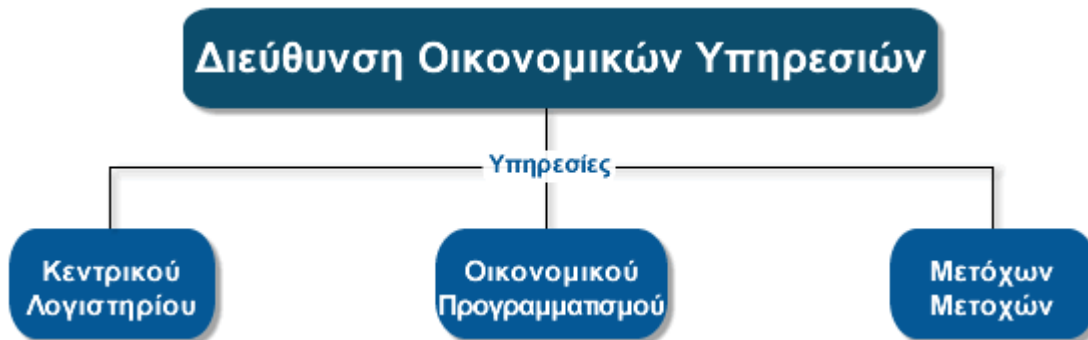 Διεύθυνση Οικονομικών Υπηρεσιών
Υπηρεσίες
Κεντρικού
Λογιστηρίου
Οικονομικού
Προγραμματισμού
Μετόχων
Μετοχών